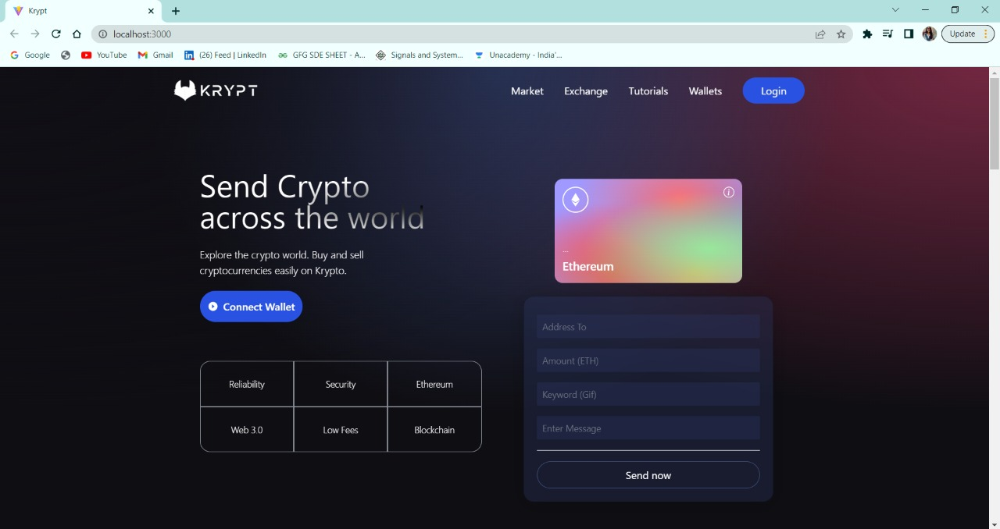 Krypt
localhost:3000
Update
Google
YouTube
Gmail
(26) Feed | LinkedIn
GFG SDE SHEET - A...
Signals and System...
Unacademy - India'...
KRYPT
Market
Exchange
Tutorials
Wallets
Login
Send Crypto
across the world
Explore the crypto world. Buy and sell
cryptocurrencies easily on Krypto.
Connect Wallet
Reliability
Security
Ethereum
Web 3.0
Low Fees
Blockchain
...
Ethereum
Address To
Amount (ETH)
Keyword (Gif)
Enter Message
Send now